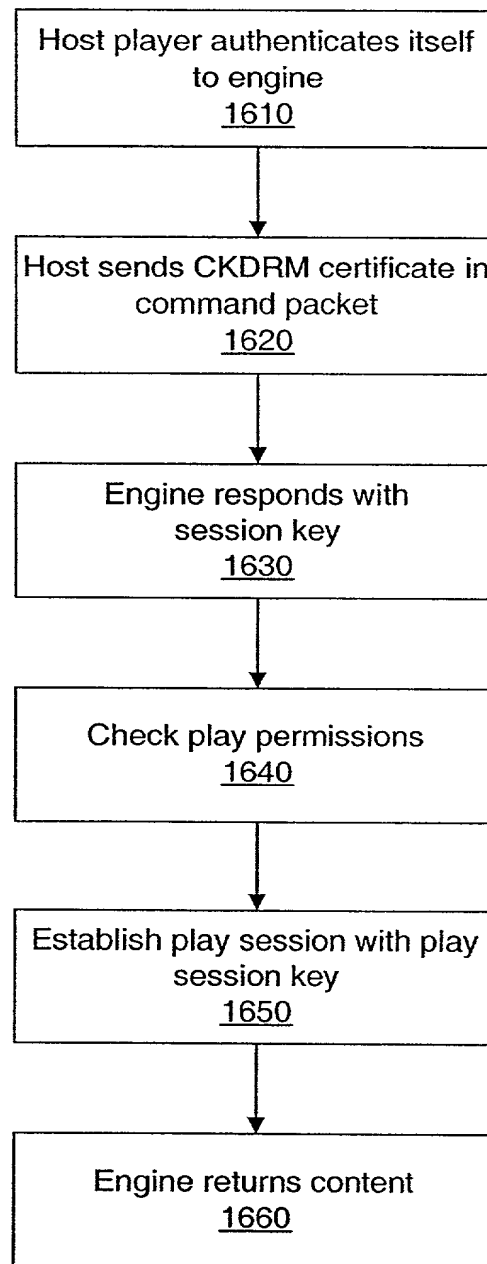 Host player authenticates itself
to engine
1610
Host sends CKDRM certificate in
command packet
1620
Engine responds with
session key
1630
Check play permissions
1640
Establish play session with play
session key
1650
Engine returns content
1660